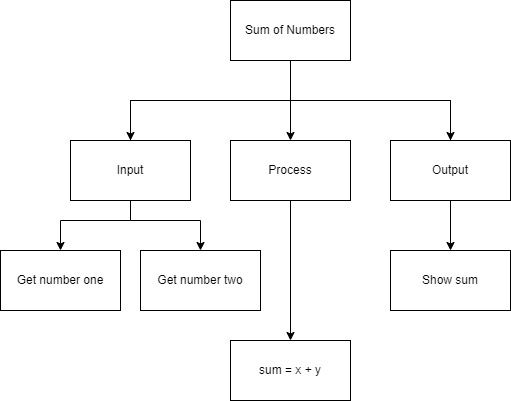 Sum of Numbers
Input
Process
Output
Get number one
Get number two
Show sum
sum = x + y